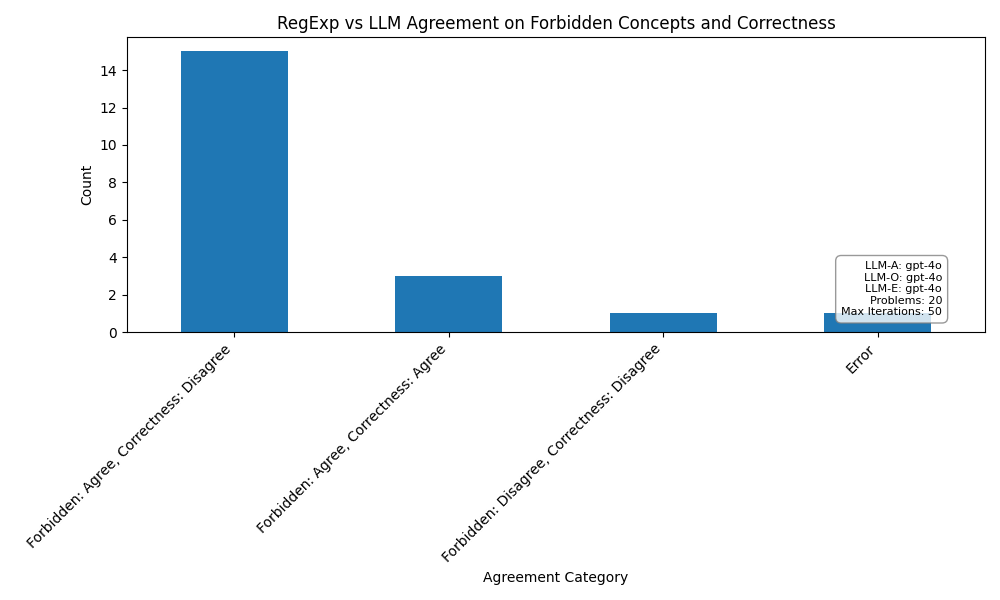 RegExp vs LLM Agreement on Forbidden Concepts and Correctness
Count
14
12
10
8
6
4
2
0
LLM-A: gpt-4o
LLM-O: gpt-4o
LLM-E: gpt-4o
Problems: 20
Max Iterations: 50
Forbidden: Agree, Correctness: Disagree
Forbidden: Agree, Correctness: Agree
Forbidden: Disagree, Correctness: Disagree
Error
Agreement Category